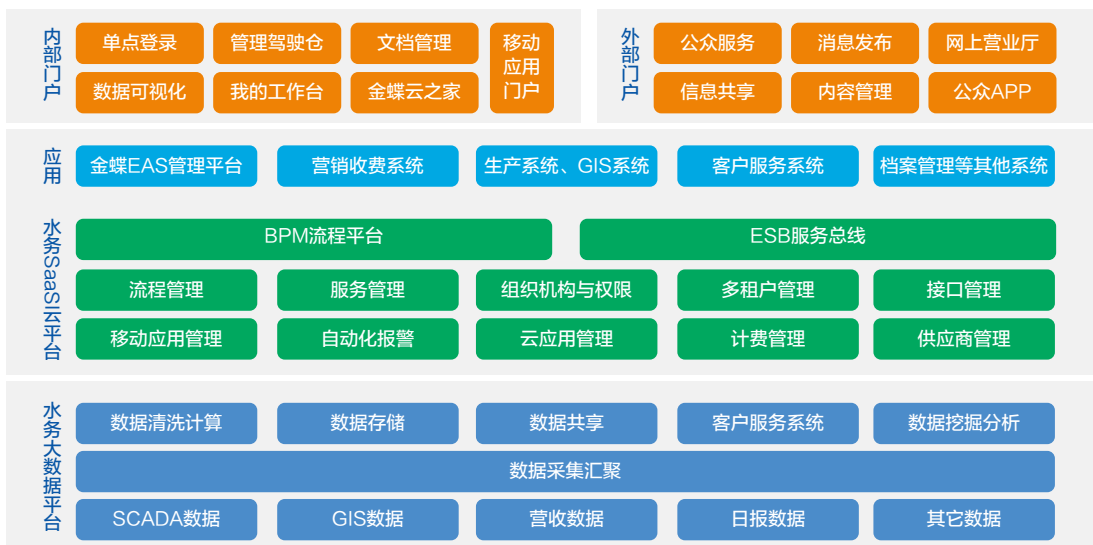 内部门户
单点登录
管理驾驶仓
文档管理
移动
应用
门户
数据可视化
我的工作台
金蝶云之家
外部门户
公众服务
消息发布
网上营业厅
信息共享
内容管理
公众APP
应用
金蝶EAS管理平台
营销收费系统
生产系统、GIS系统
客户服务系统
档案管理等其他系统
水务SaaS云平台
BPM流程平台
ESB服务总线
流程管理
服务管理
组织机构与权限
多租户管理
接口管理
移动应用管理
自动化报警
云应用管理
计费管理
供应商管理
水务大数据平台
数据清洗计算
数据存储
数据共享
客户服务系统
数据挖掘分析
数据采集汇聚
SCADA数据
GIS数据
营收数据
日报数据
其它数据